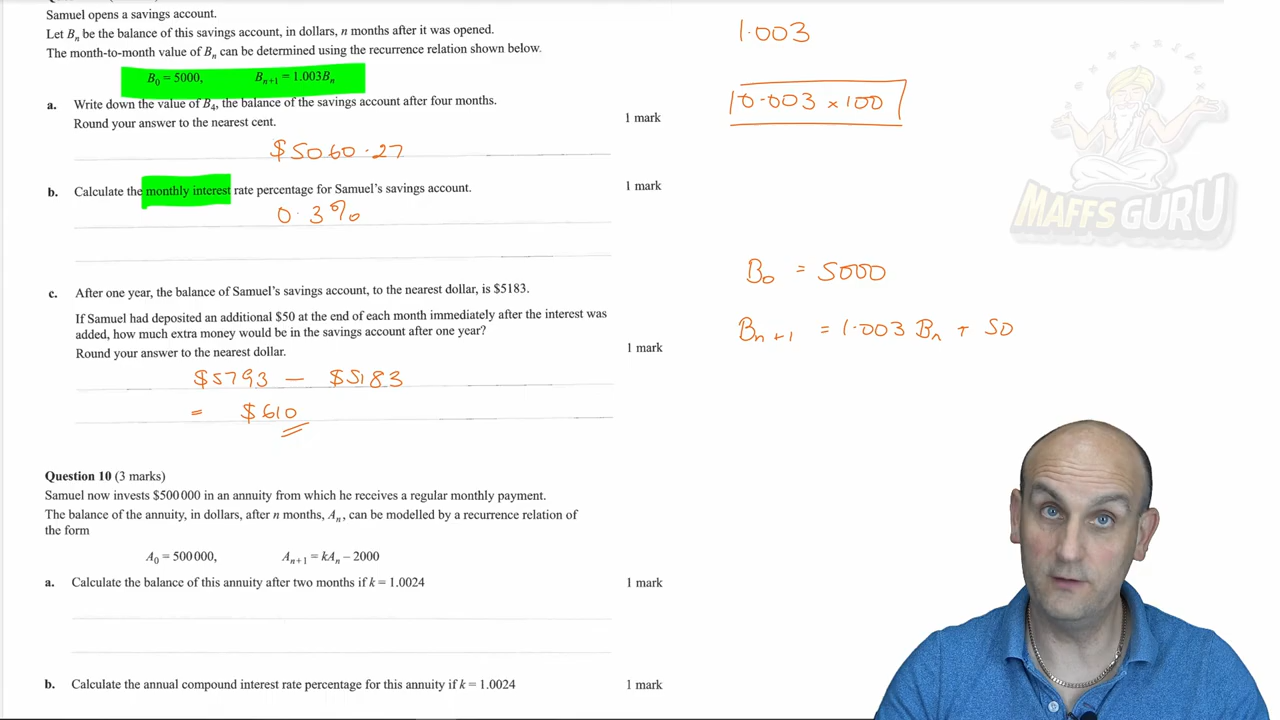 Samuel opens a savings account.
Let Bn be the balance of this savings account, in dollars, n months after it was opened.
The month-to-month value of Bn can be determined using the recurrence relation shown below.
B0 = 5000, Bn+1 = 1.003Bn
a. Write down the value of B4, the balance of the savings account after four months.
Round your answer to the nearest cent. 1 mark
$5060.27
b. Calculate the monthly interest rate percentage for Samuel's savings account. 1 mark
0.3%
c. After one year, the balance of Samuel's savings account, to the nearest dollar, is $5183.
If Samuel had deposited an additional $50 at the end of each month immediately after the interest was
added, how much extra money would be in the savings account after one year?
Round your answer to the nearest dollar. 1 mark
$5793 – $5183
= $610
Question 10 (3 marks)
Samuel now invests $500 000 in an annuity from which he receives a regular monthly payment.
The balance of the annuity, in dollars, after n months, An, can be modelled by a recurrence relation of
the form
A0 = 500 000, An+1 = kAn – 2000
a. Calculate the balance of this annuity after two months if k = 1.0024 1 mark
b. Calculate the annual compound interest rate percentage for this annuity if k = 1.0024 1 mark
1.003
0.003 × 100
B0 = 5000
Bn+1 = 1.003 Bn + 50
MAFFSGURU